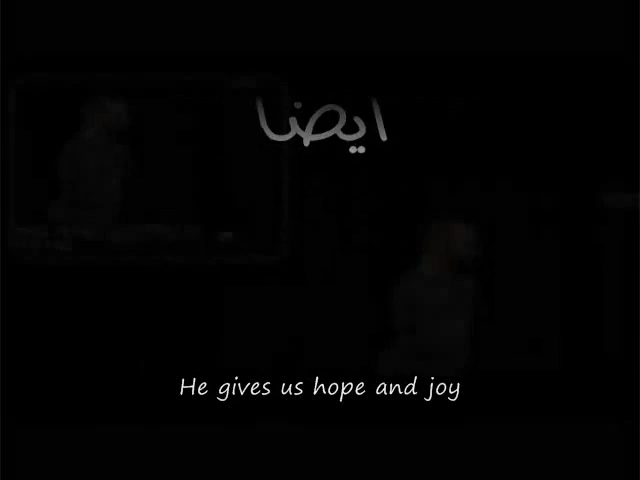 ايضا
He gives us hope and joy